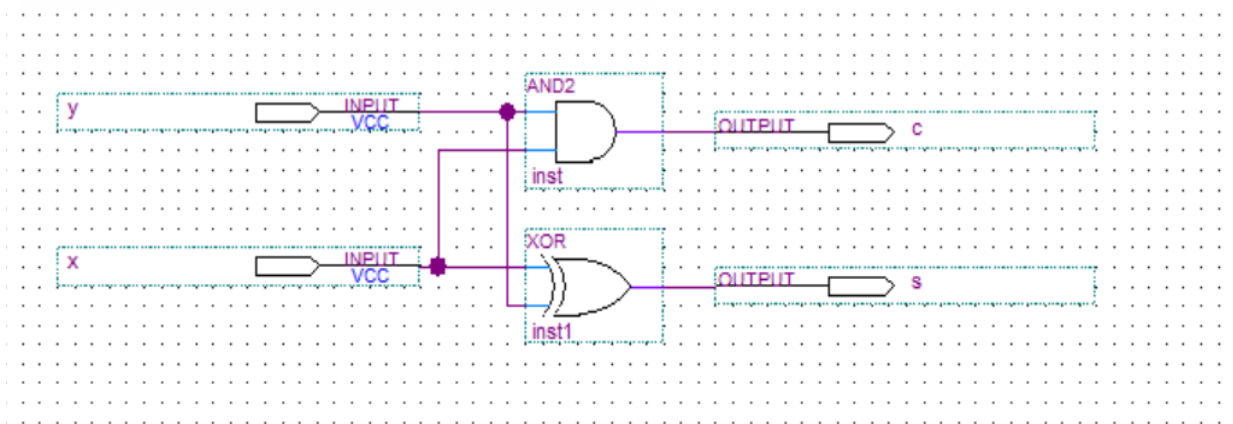 AND2
y
INPUT
VCC
OUTPUT
c
inst
XOR
x
INPUT
VCC
OUTPUT
s
inst1